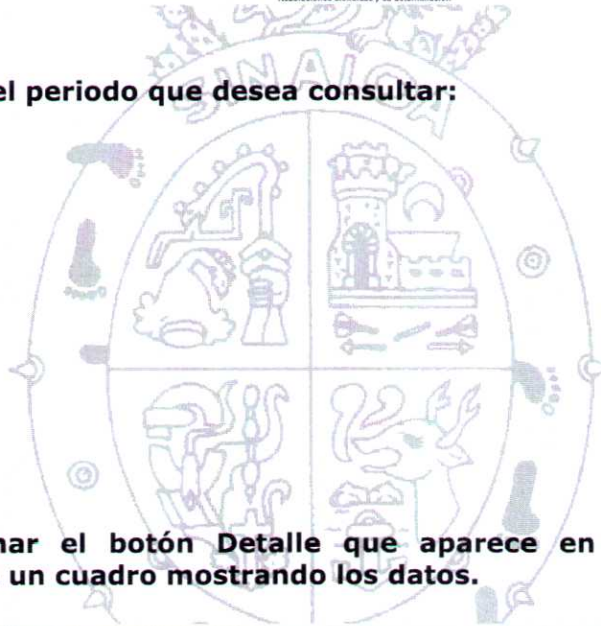 SINALOA
el periodo que desea consultar:
nar el botón Detalle que aparece en
un cuadro mostrando los datos.